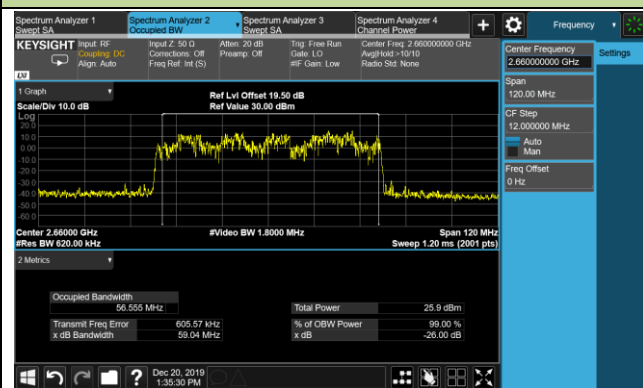 Spectrum Analyzer 1
Swept SA
Spectrum Analyzer 2
Occupied BW
Spectrum Analyzer 3
Swept SA
Spectrum Analyzer 4
Channel Power
Frequency
KEYSIGHT
Input: RF
Coupling: DC
Align: Auto
Input Z: 50 Ω
Corrections: Off
Freq Ref: Int (S)
Atten: 20 dB
Preamp: Off
Trig: Free Run
Gate: LO
#IF Gain: Low
Center Freq: 2.660000000 GHz
Avg|Hold:>10/10
Radio Std: None
LXI
1 Graph
Scale/Div 10.0 dB
Ref Lvl Offset 19.50 dB
Ref Value 30.00 dBm
Log
20.0
10.0
0.00
-10.0
-20.0
-30.0
-40.0
-50.0
-60.0
Center 2.66000 GHz
#Res BW 620.00 kHz
#Video BW 1.8000 MHz
Span 120 MHz
Sweep 1.20 ms (2001 pts)
2 Metrics
Occupied Bandwidth
56.555 MHz
Transmit Freq Error
605.57 kHz
x dB Bandwidth
59.04 MHz
Total Power
25.9 dBm
% of OBW Power
99.00 %
x dB
-26.00 dB
Center Frequency
2.660000000 GHz
Span
120.00 MHz
CF Step
12.000000 MHz
Auto
Man
Freq Offset
0 Hz
Settings
Dec 20, 2019
1:35:30 PM